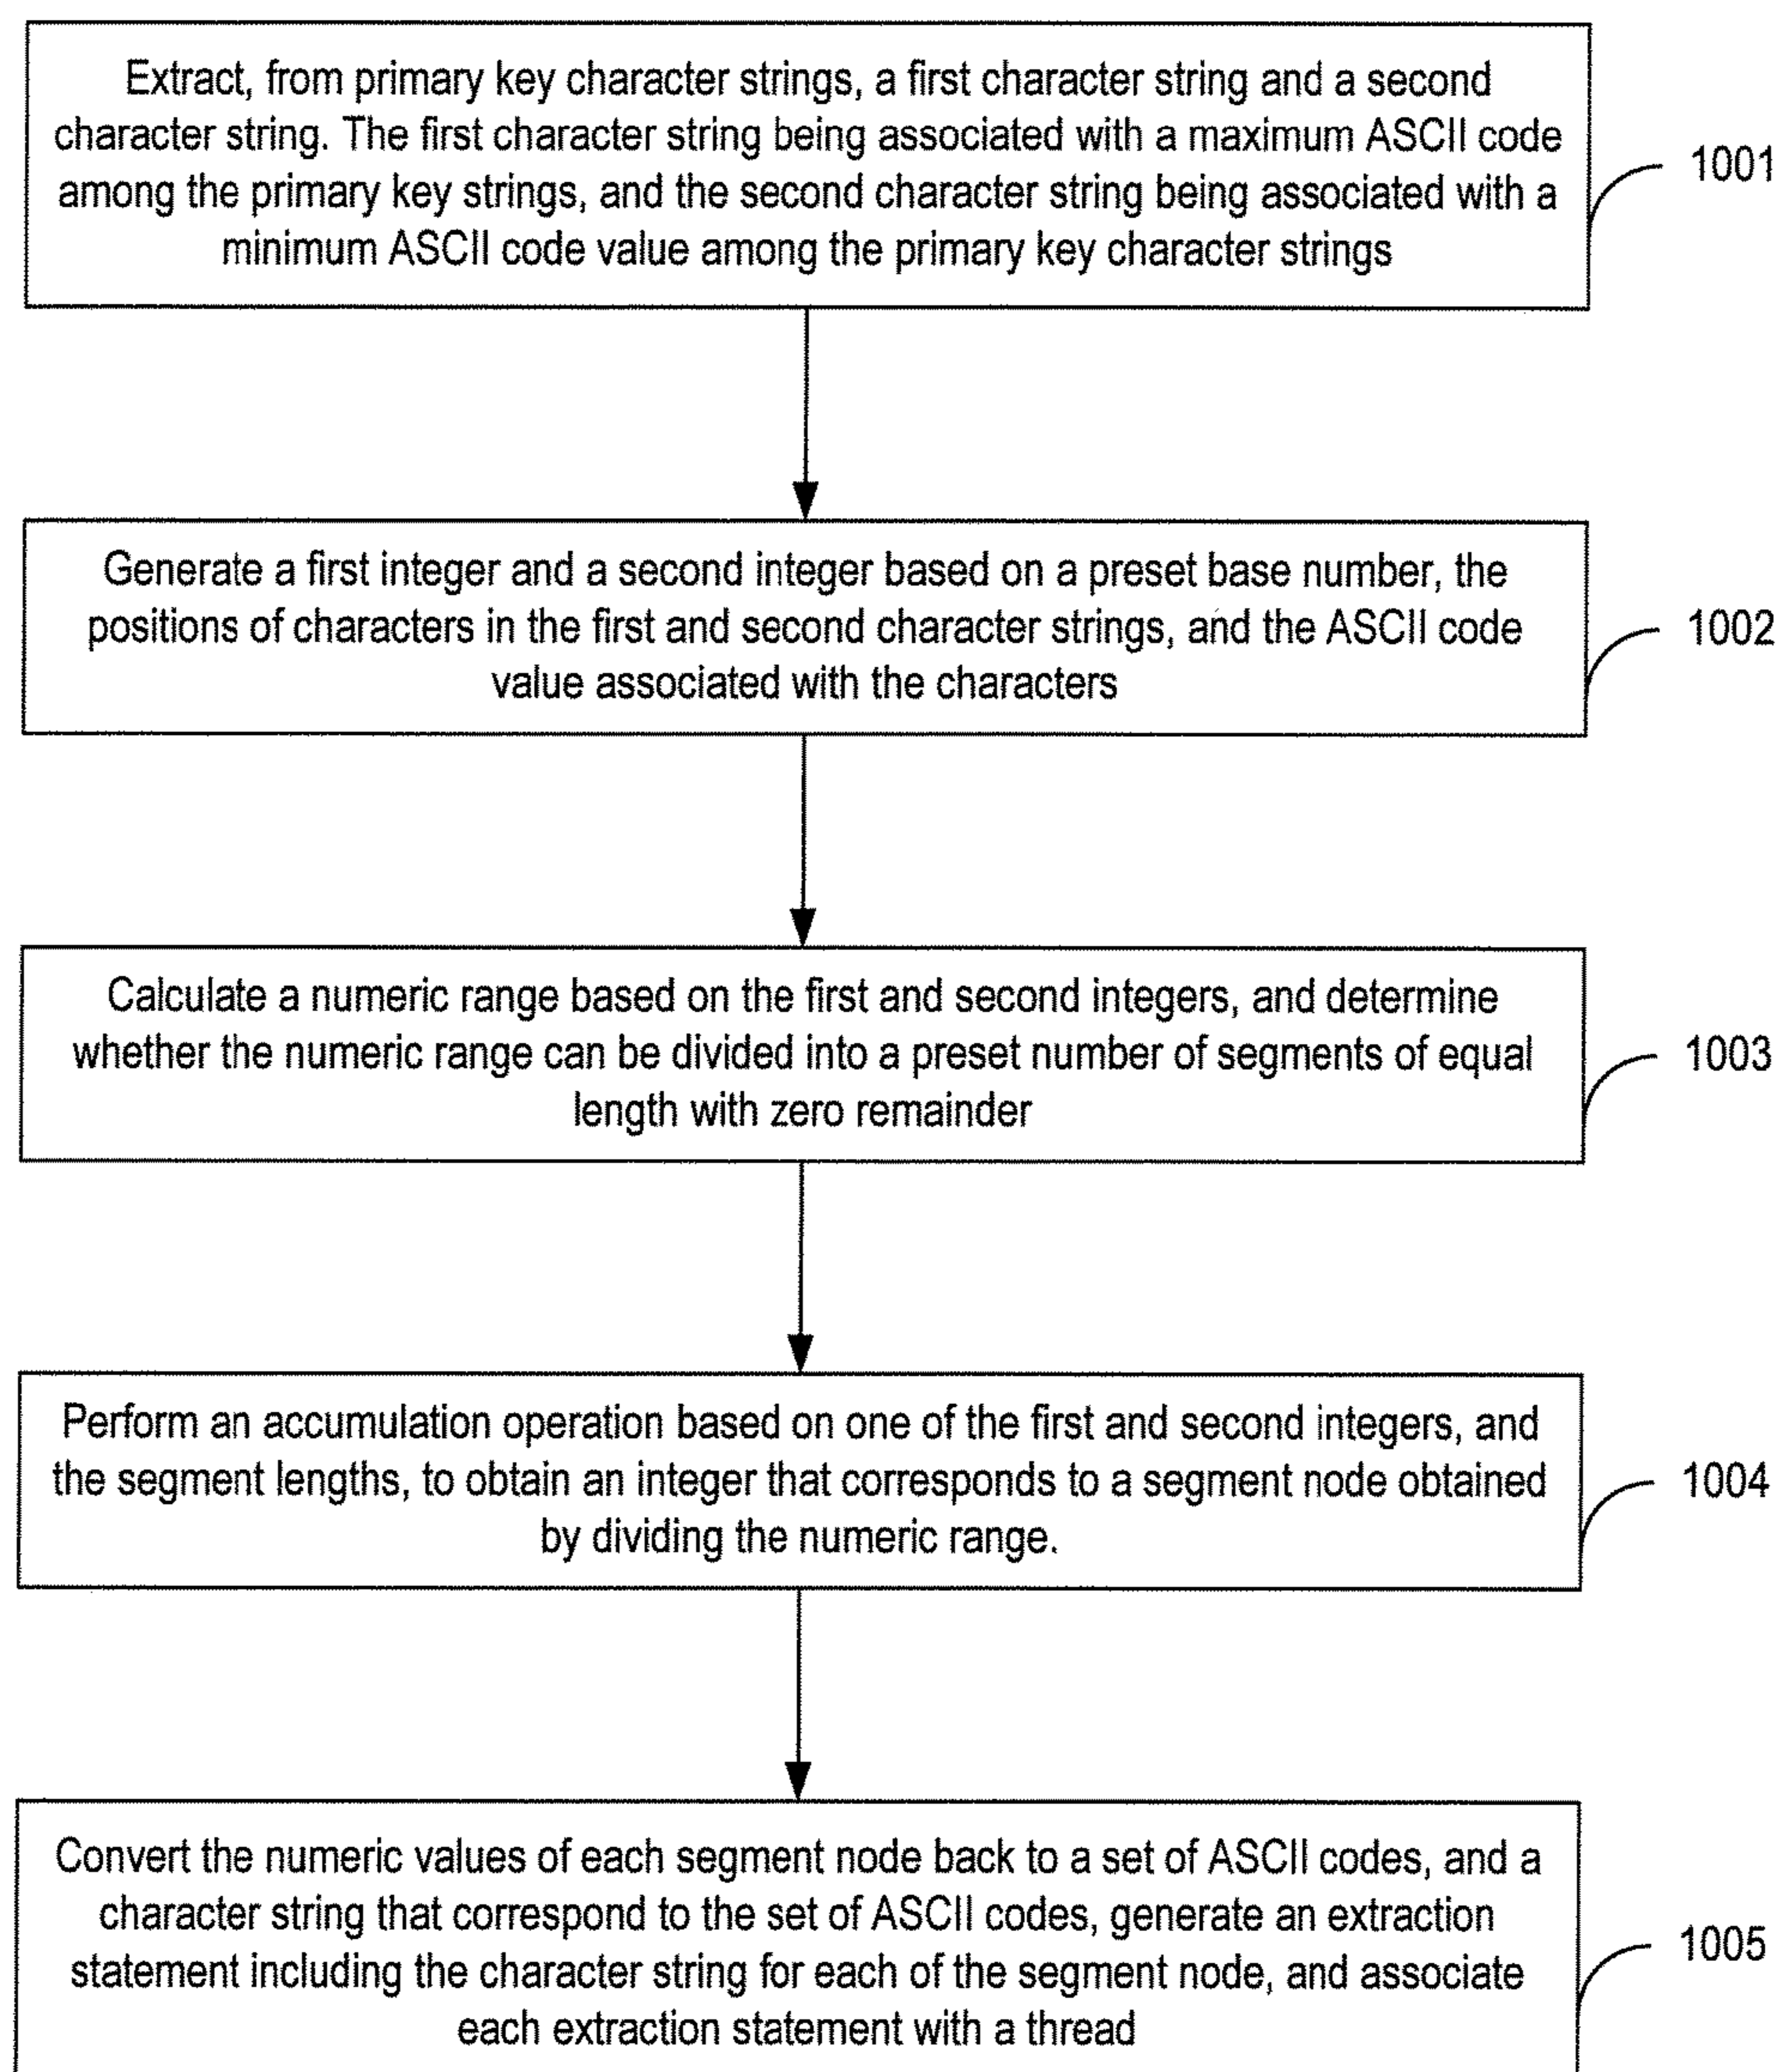 Extract, from primary key character strings, a first character string and a second
character string. The first character string being associated with a maximum ASCII code
among the primary key strings, and the second character string being associated with a
minimum ASCII code value among the primary key character strings
1001
Generate a first integer and a second integer based on a preset base number, the
positions of characters in the first and second character strings, and the ASCII code
value associated with the characters
1002
Calculate a numeric range based on the first and second integers, and determine
whether the numeric range can be divided into a preset number of segments of equal
length with zero remainder
1003
Perform an accumulation operation based on one of the first and second integers, and
the segment lengths, to obtain an integer that corresponds to a segment node obtained
by dividing the numeric range.
1004
Convert the numeric values of each segment node back to a set of ASCII codes, and a
character string that correspond to the set of ASCII codes, generate an extraction
statement including the character string for each of the segment node, and associate
each extraction statement with a thread
1005